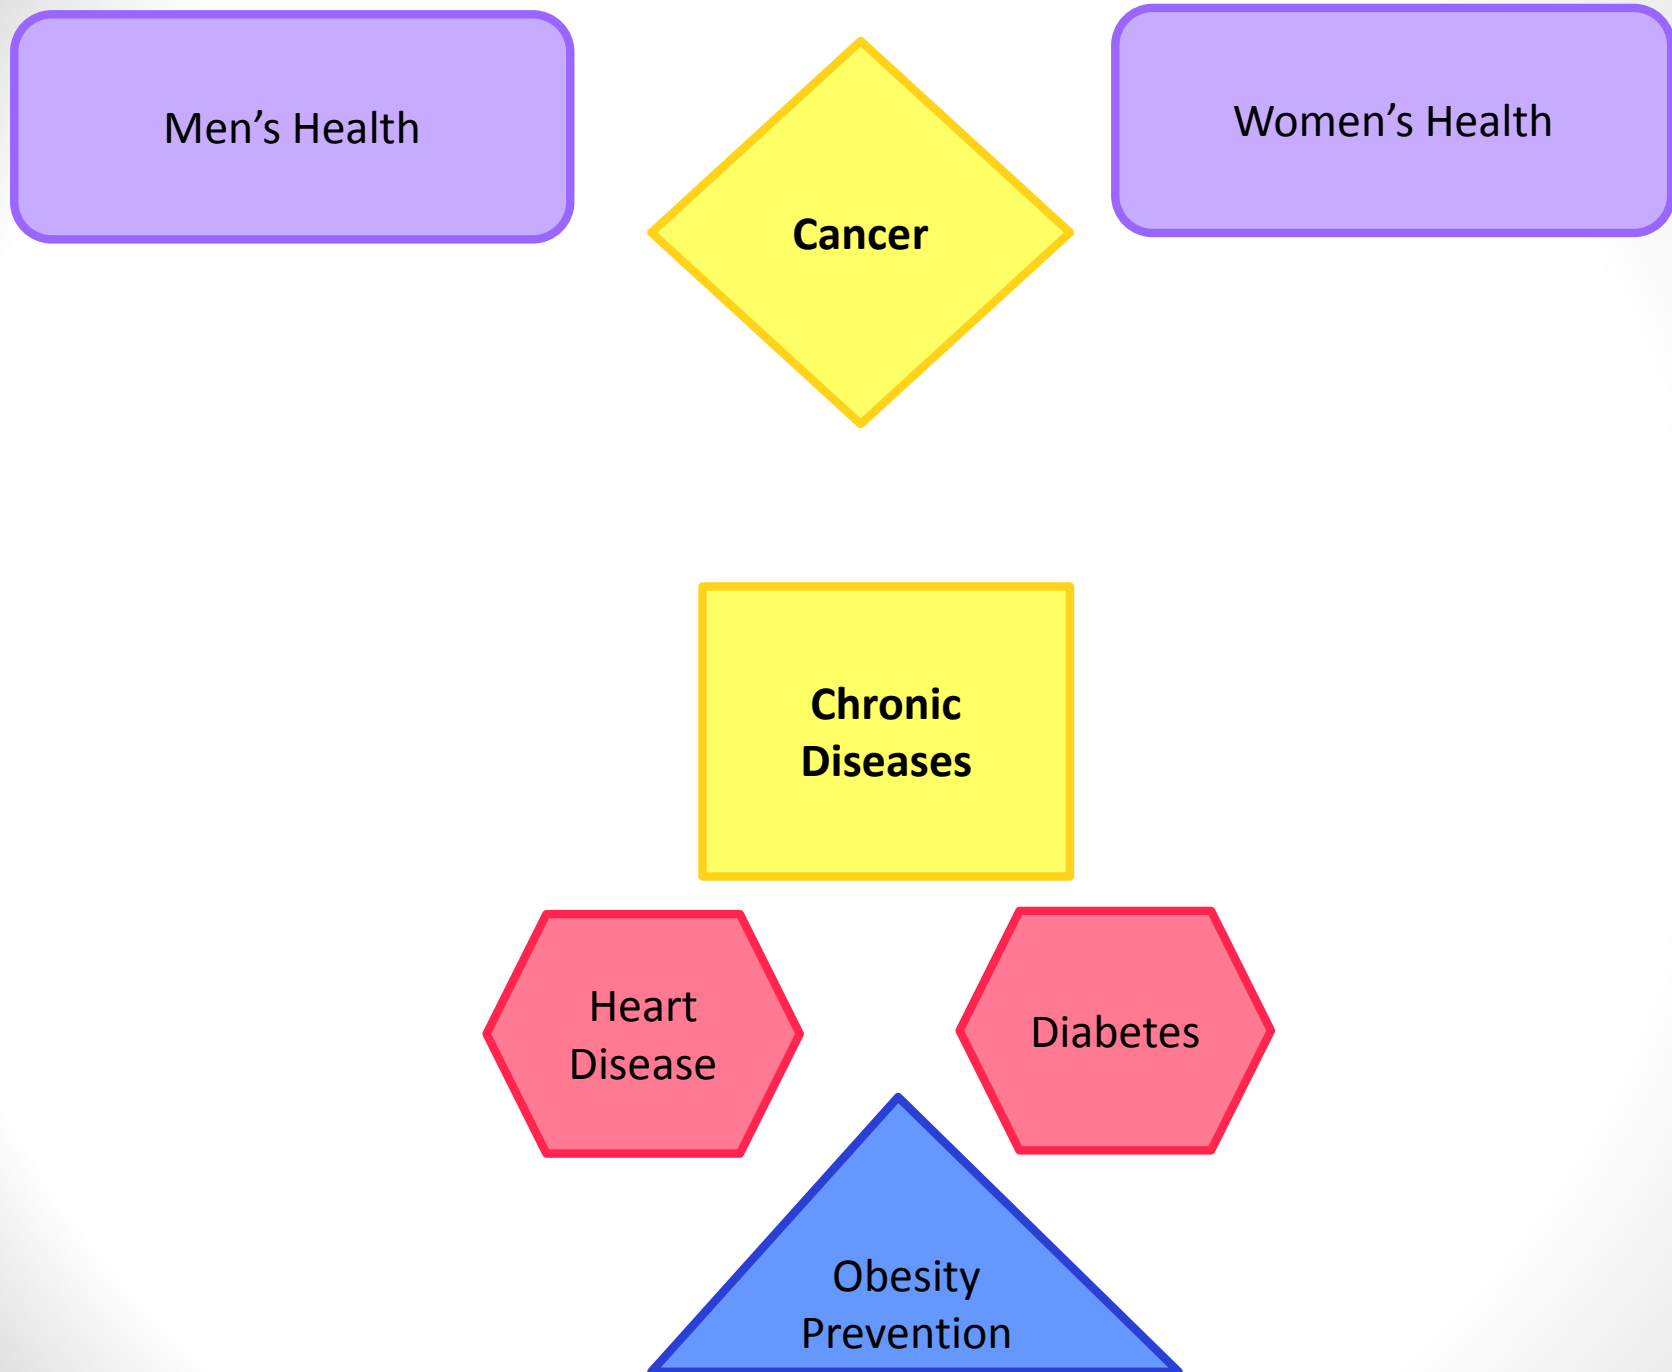 Men’s Health
Women’s Health
Cancer
Chronic
Diseases
Heart
Disease
Diabetes
Obesity
Prevention